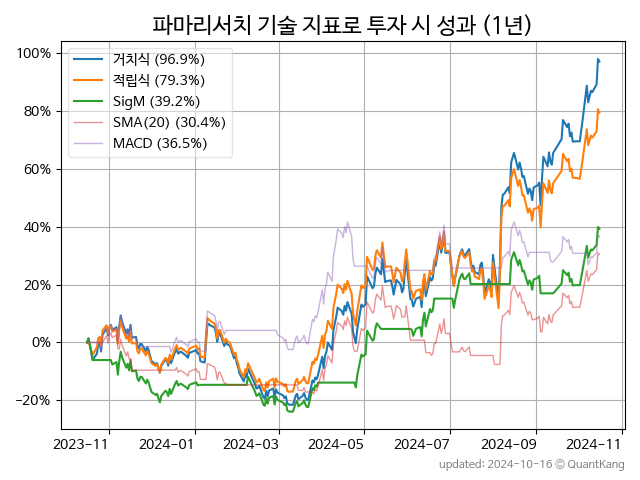 파마리서치 기술 지표로 투자 시 성과 (1년)
거치식 (96.9%)
적립식 (79.3%)
SigM (39.2%)
SMA(20) (30.4%)
MACD (36.5%)
100%
80%
60%
40%
20%
0%
−20%
2023-11
2024-01
2024-03
2024-05
2024-07
2024-09
2024-11
updated: 2024-10-16 © QuantKang